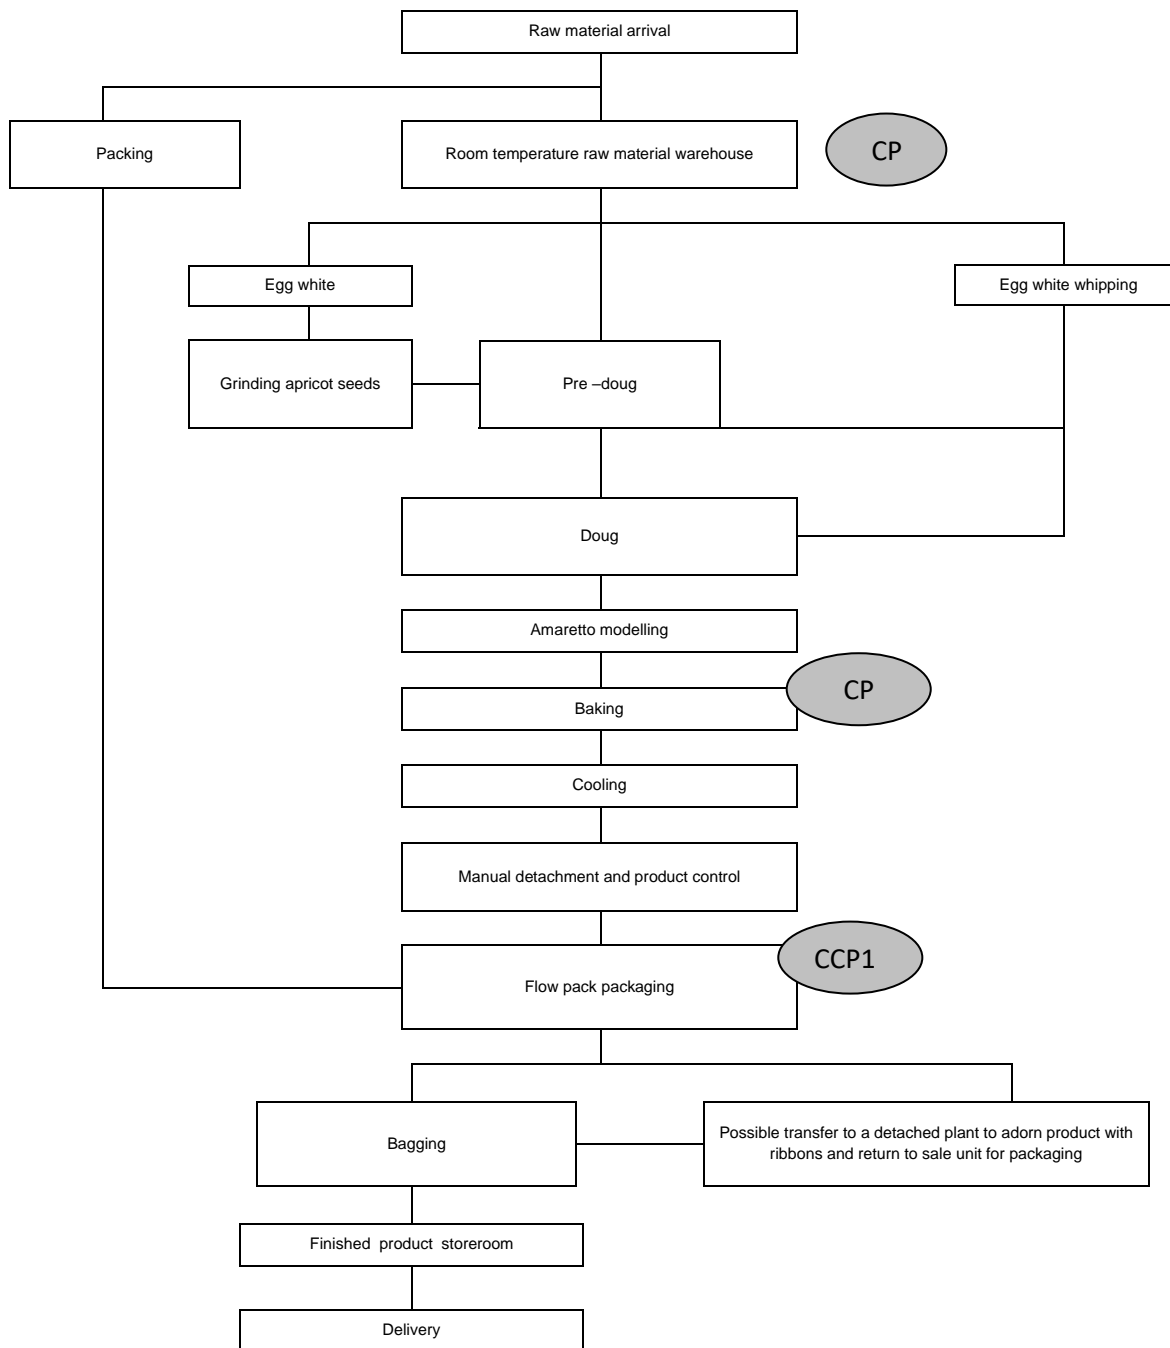 Raw material arrival
Packing
Room temperature raw material warehouse
CP
Egg white
Egg white whipping
Grinding apricot seeds
Pre –doug
Doug
Amaretto modelling
CP
Baking
Cooling
Manual detachment and product control
CCP1
Flow pack packaging
Bagging
Possible transfer to a detached plant to adorn product with
ribbons and return to sale unit for packaging
Finished product storeroom
Delivery